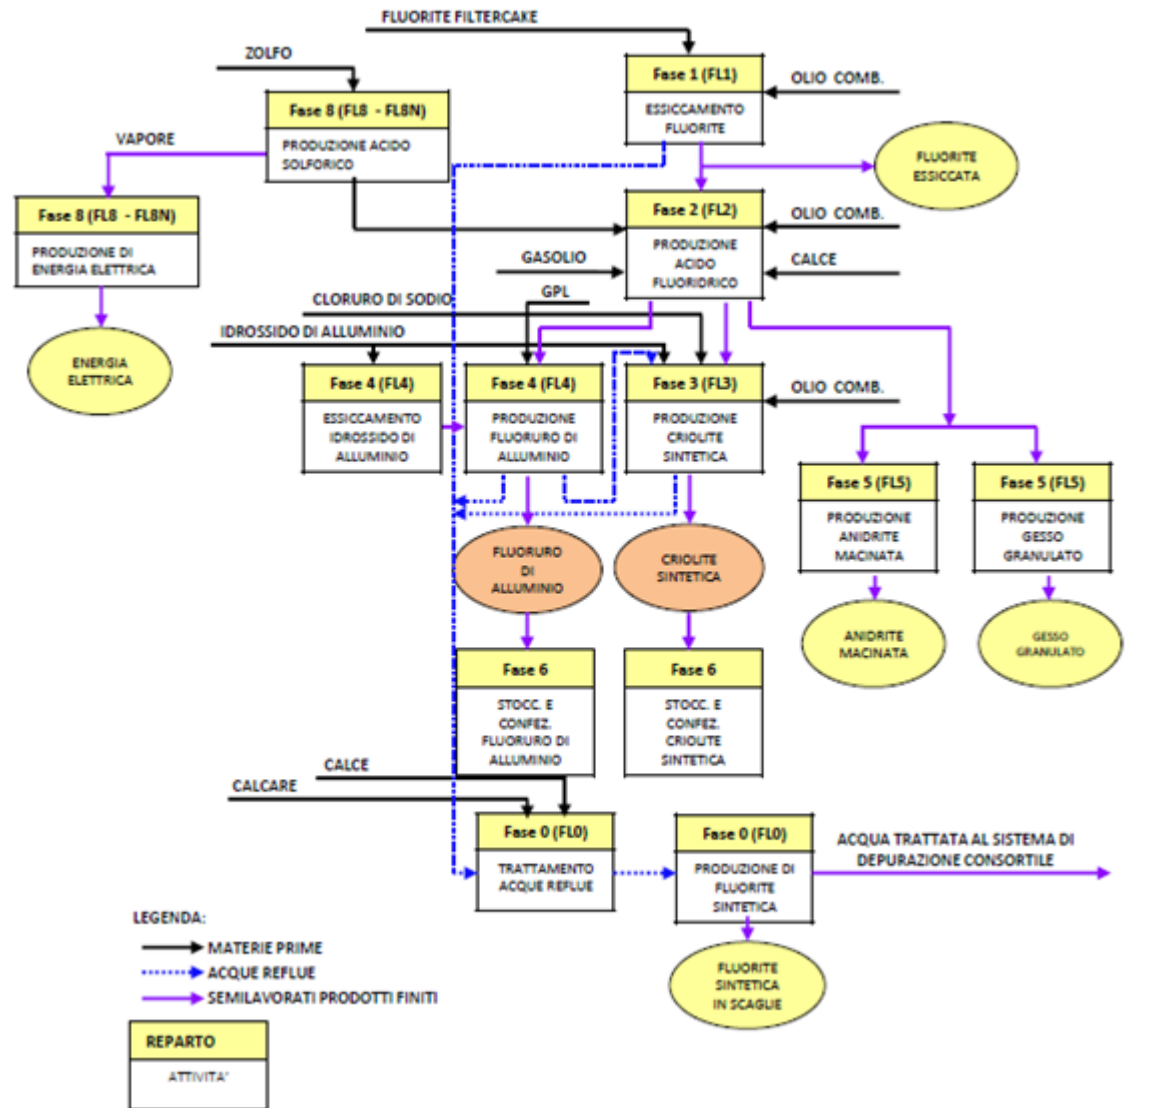 FLUORITE FILTERCAKE
ZOLFO
Fase 1 (FL1)
ESSICCAMENTO
FLUORITE
OLIO COMB.
Fase 8 (FL8 - FL8N)
PRODUZIONE ACIDO
SOLFORICO
VAPORE
FLUORITE
ESSICCATA
Fase 8 (FL8 - FL8N)
PRODUZIONE DI
ENERGIA ELETTRICA
Fase 2 (FL2)
PRODUZIONE
ACIDO
FLUORIDRICO
OLIO COMB.
GASOLIO
CALCE
GPL
CLORURO DI SODIO
IDROSSIDO DI ALLUMINIO
ENERGIA
ELETTRICA
Fase 4 (FL4)
ESSICCAMENTO
IDROSSIDO DI
ALLUMINIO
Fase 4 (FL4)
PRODUZIONE
FLUORURO DI
ALLUMINIO
Fase 3 (FL3)
PRODUZIONE
CRIOLITE
SINTETICA
OLIO COMB.
Fase 5 (FL5)
PRODUZIONE
ANIDRITE
MACINATA
Fase 5 (FL5)
PRODUZIONE
GESSO
GRANULATO
FLUORURO
DI
ALLUMINIO
CRIOLITE
SINTETICA
ANIDRITE
MACINATA
GESSO
GRANULATO
Fase 6
STOCC. E
CONFEZ.
FLUORURO DI
ALLUMINIO
Fase 6
STOCC. E
CONFEZ.
CRIOLITE
SINTETICA
CALCE
CALCARE
Fase 0 (FL0)
TRATTAMENTO
ACQUE REFLUE
Fase 0 (FL0)
PRODUZIONE DI
FLUORITE
SINTETICA
ACQUA TRATTATA AL SISTEMA DI
DEPURAZIONE CONSORTILE
FLUORITE
SINTETICA
IN SCAGLIE
LEGENDA:
MATERIE PRIME
ACQUE REFLUE
SEMILAVORATI PRODOTTI FINITI
REPARTO
ATTIVITA'